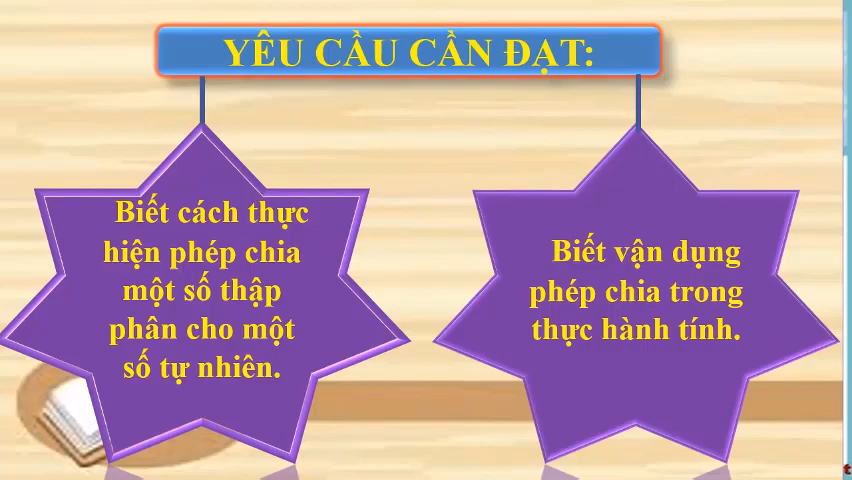 YÊU CẦU CẦN ĐẠT:
Biết cách thực
hiện phép chia
một số thập
phân cho một
số tự nhiên.
Biết vận dụng
phép chia trong
thực hành tính.
t